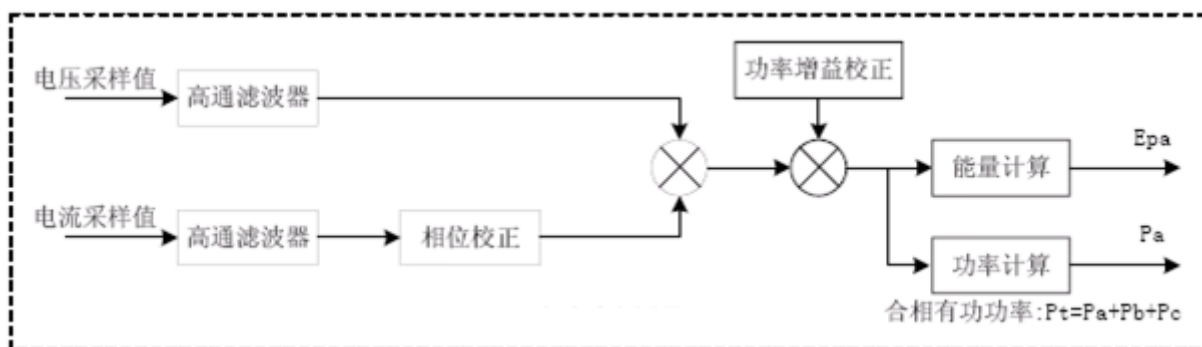 电压采样值
高通滤波器
功率增益校正
能量计算
Epa
电流采样值
高通滤波器
相位校正
功率计算
Pa
合相有功功率:Pt=Pa+Pb+Pc